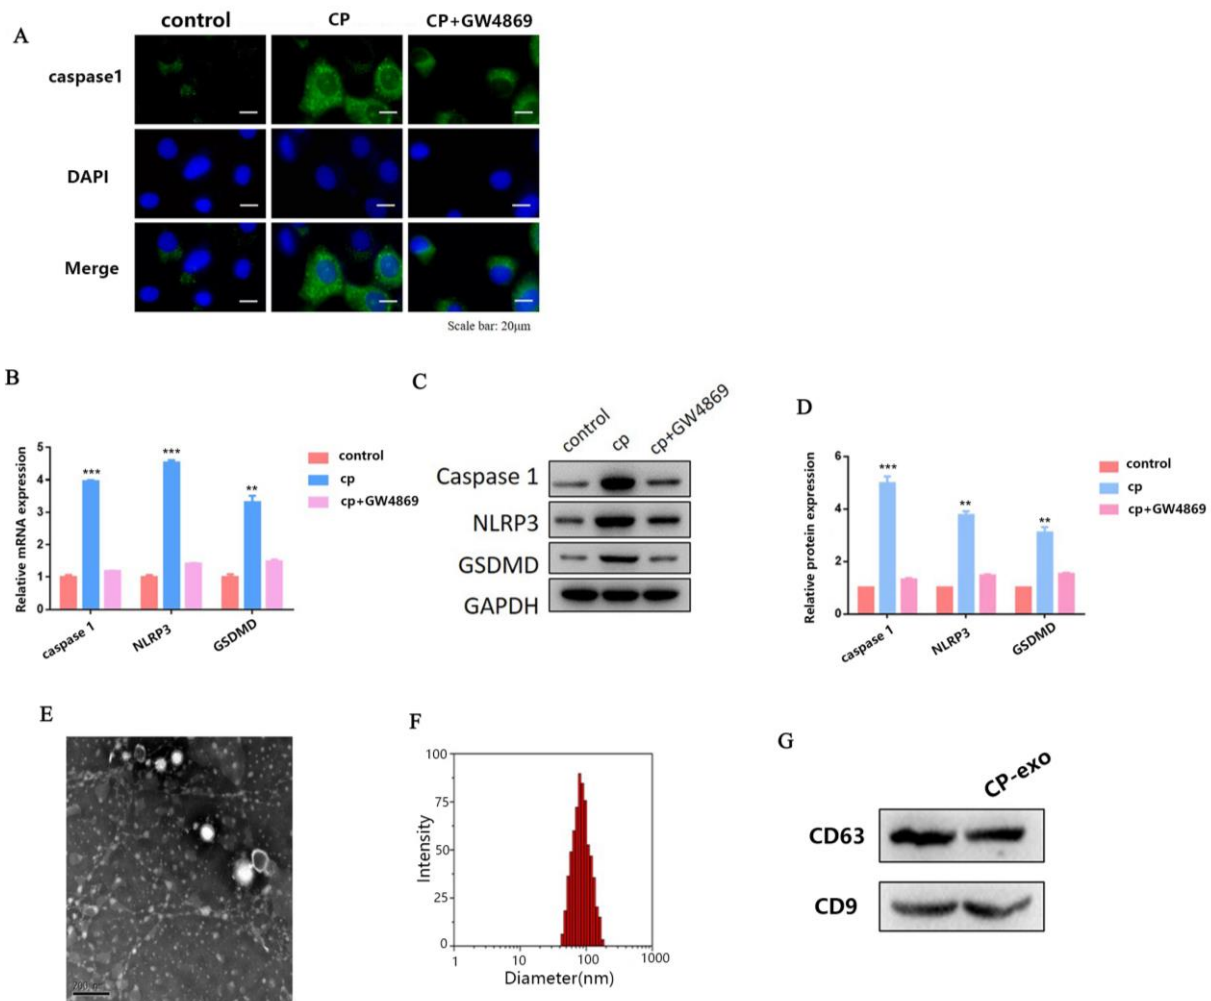 A
control
CP
CP+GW4869
caspase1
DAPI
Merge
Scale bar: 20μm
B
Relative mRNA expression
5
4
3
2
1
0
***
***
**
caspase 1
NLRP3
GSDMD
control
cp
cp+GW4869
C
control
cp
cp+GW4869
Caspase 1
NLRP3
GSDMD
GAPDH
D
Relative protein expression
6
4
2
0
***
**
**
caspase 1
NLRP3
GSDMD
control
cp
cp+GW4869
E
F
Intensity
100
75
50
25
0
1
10
100
1000
Diameter(nm)
G
CP-exo
CD63
CD9